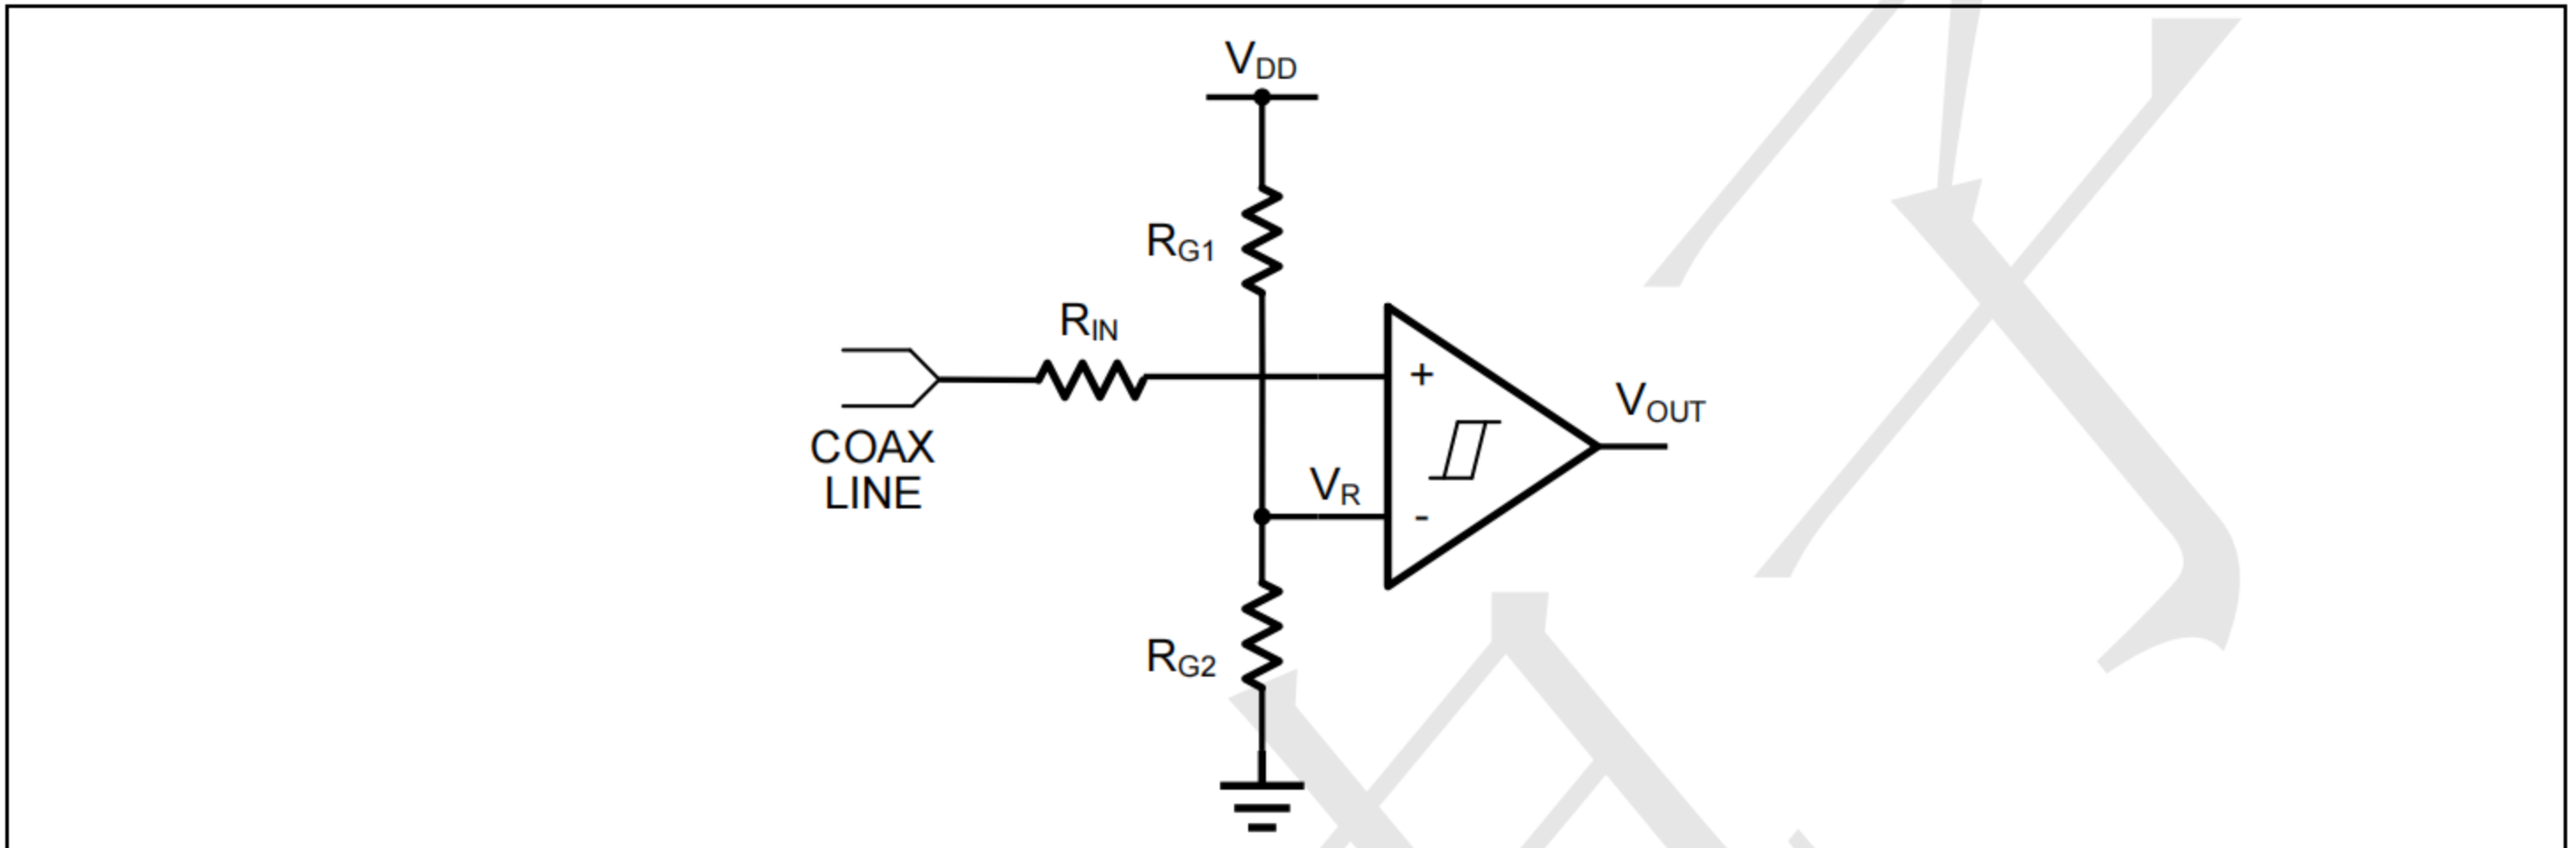 VDD
RG1
RIN
+
VOUT
COAX
LINE
VR
-
RG2